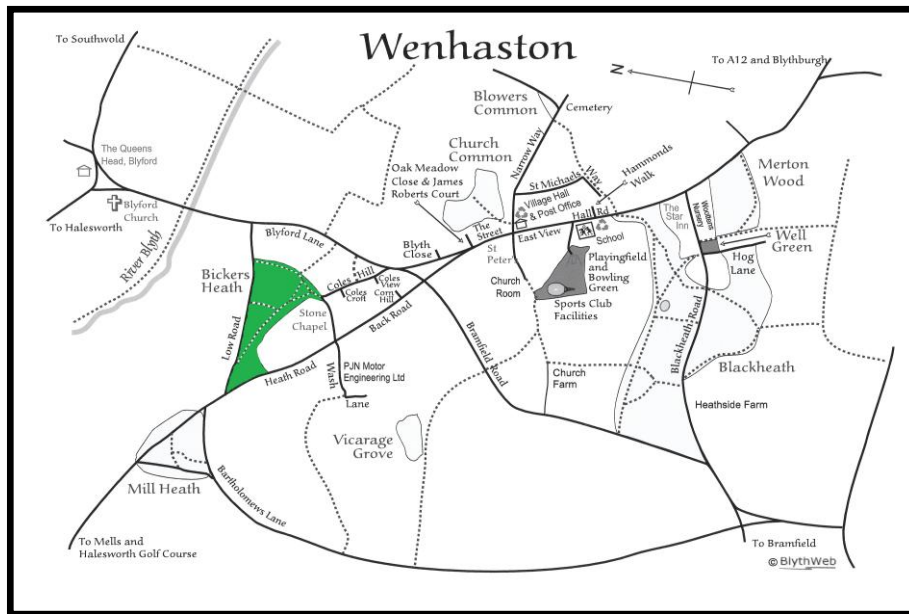 Wenhaston
To Southwold
N
To A12 and Blythburgh
Blowers
Common
Cemetery
Church
Common
Narrow Way
Oak Meadow
Close & James
Roberts Court
The Queens
Head, Blyford
Blyford
Church
To Halesworth
River Blyth
St Michaels
Way
Hammonds
Walk
Merton
Wood
Village Hall
& Post Office
The Street
Hall Rd
East View
School
The
Star
Inn
Woottens
Nursery
Well
Green
Hog
Lane
Blyford Lane
Blyth
Close
St
Peter
Church
Room
Playingfield
and
Bowling
Green
Sports Club
Facilities
Bickers
Heath
Coles Hill
Coles
View
Coles
Croft
Corn
Hill
Back Road
Stone
Chapel
Low Road
Heath Road
Wash
Lane
PJN Motor
Engineering Ltd
Bramfield Road
Church
Farm
Blackheath Road
Blackheath
Heathside Farm
Vicarage
Grove
Mill Heath
Bartholomews Lane
To Mells and
Halesworth Golf Course
To Bramfield
© BlythWeb